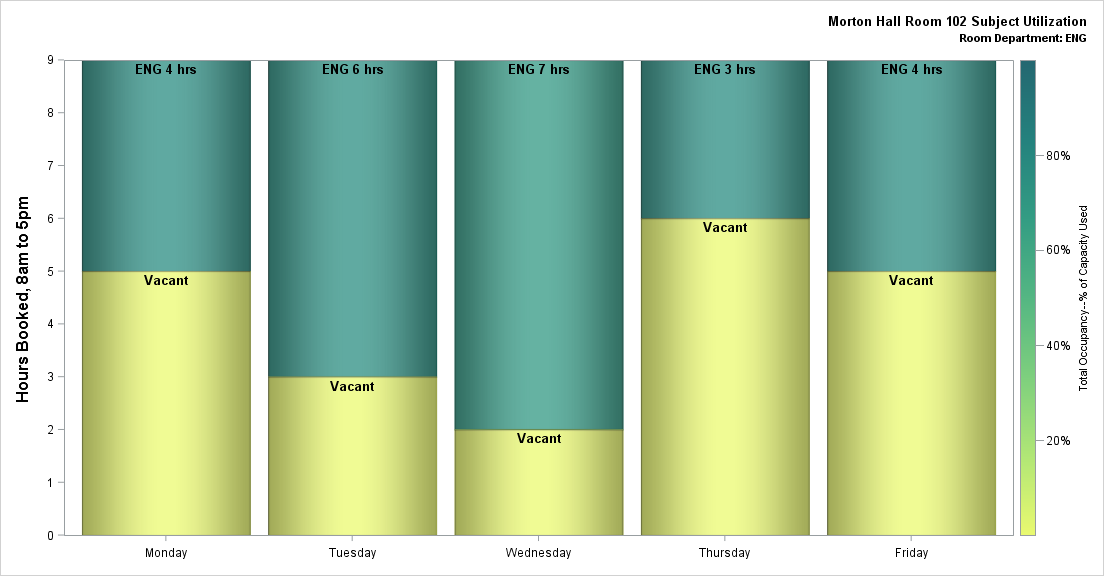 Morton Hall Room 102 Subject Utilization
Room Department: ENG
Hours Booked, 8am to 5pm
9
8
7
6
5
4
3
2
1
0
ENG 4 hrs
ENG 6 hrs
ENG 7 hrs
ENG 3 hrs
ENG 4 hrs
Vacant
Vacant
Vacant
Vacant
Vacant
Monday
Tuesday
Wednesday
Thursday
Friday
80%
60%
40%
20%
Total Occupancy--% of Capacity Used